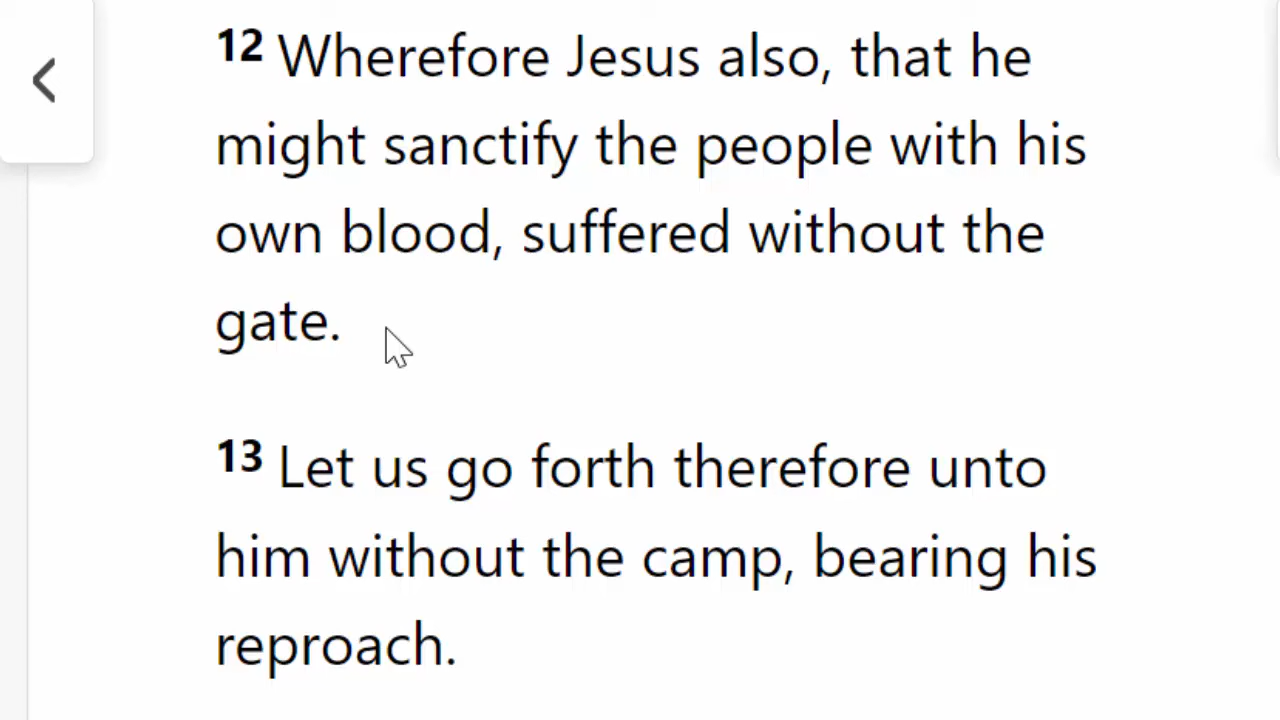 12 Wherefore Jesus also, that he
might sanctify the people with his
own blood, suffered without the
gate.
13 Let us go forth therefore unto
him without the camp, bearing his
reproach.